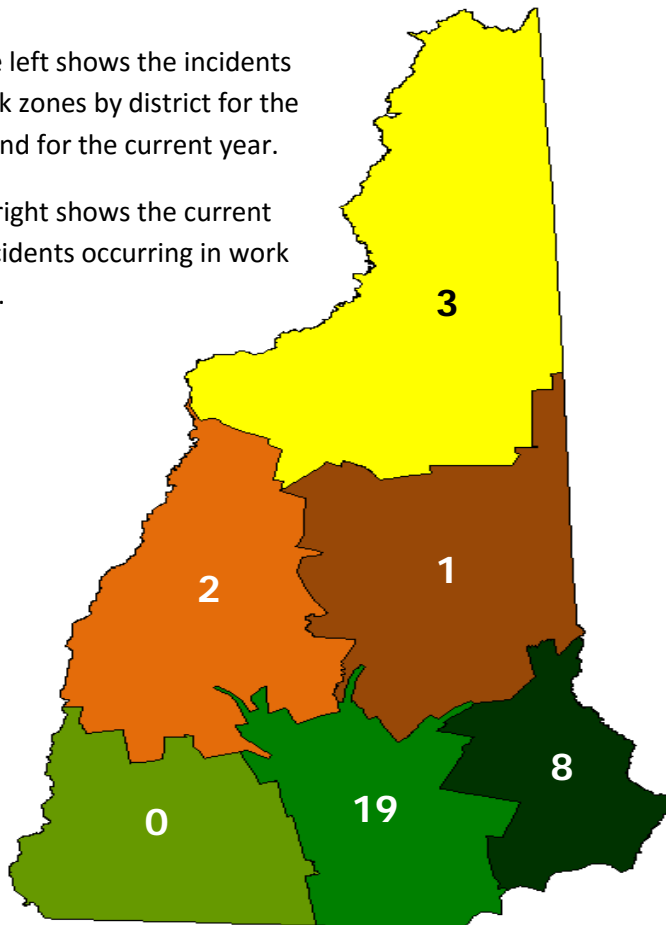 e left shows the incidents
k zones by district for the
nd for the current year.
right shows the current
cidents occurring in work
.
3
2
1
8
19
0